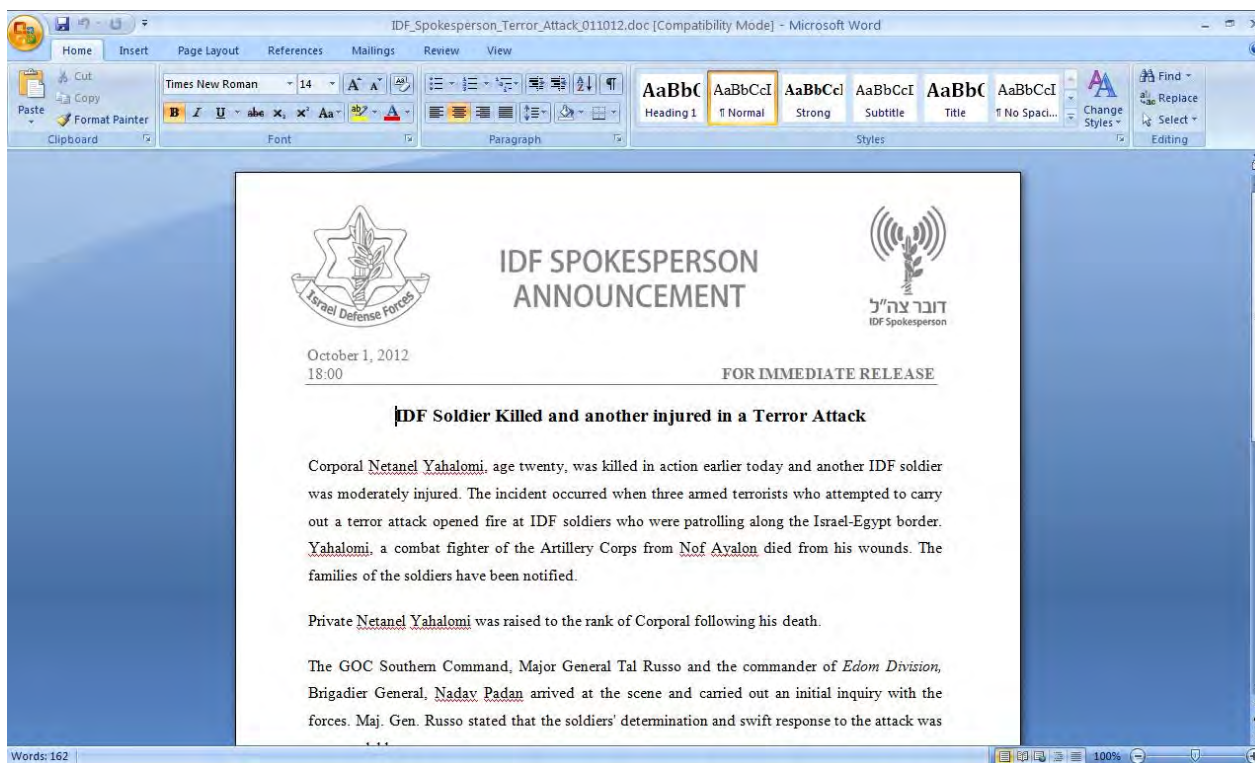 IDF_Spokesperson_Terror_Attack_011012.doc [Compatibility Mode] - Microsoft Word
Home Insert Page Layout References Mailings Review View
Cut
Copy
Paste
Format Painter
Clipboard
Times New Roman 14
Font
Paragraph
AaBb( AaBbCcI AaBbCcl AaBbCcI AaBb( AaBbCcI
Heading 1 ¶ Normal Strong Subtitle Title ¶ No Spaci...
Change Styles
Styles
Find
Replace
Select
Editing
Israel Defense Forces
IDF SPOKESPERSON
ANNOUNCEMENT
דובר צה"ל
IDF Spokesperson
October 1, 2012
18:00 FOR IMMEDIATE RELEASE
IDF Soldier Killed and another injured in a Terror Attack
Corporal Netanel Yahalomi, age twenty, was killed in action earlier today and another IDF soldier
was moderately injured. The incident occurred when three armed terrorists who attempted to carry
out a terror attack opened fire at IDF soldiers who were patrolling along the Israel-Egypt border.
Yahalomi, a combat fighter of the Artillery Corps from Nof Ayalon died from his wounds. The
families of the soldiers have been notified.
Private Netanel Yahalomi was raised to the rank of Corporal following his death.
The GOC Southern Command, Major General Tal Russo and the commander of Edom Division,
Brigadier General, Nadav Padan arrived at the scene and carried out an initial inquiry with the
forces. Maj. Gen. Russo stated that the soldiers' determination and swift response to the attack was
Words: 162 100%